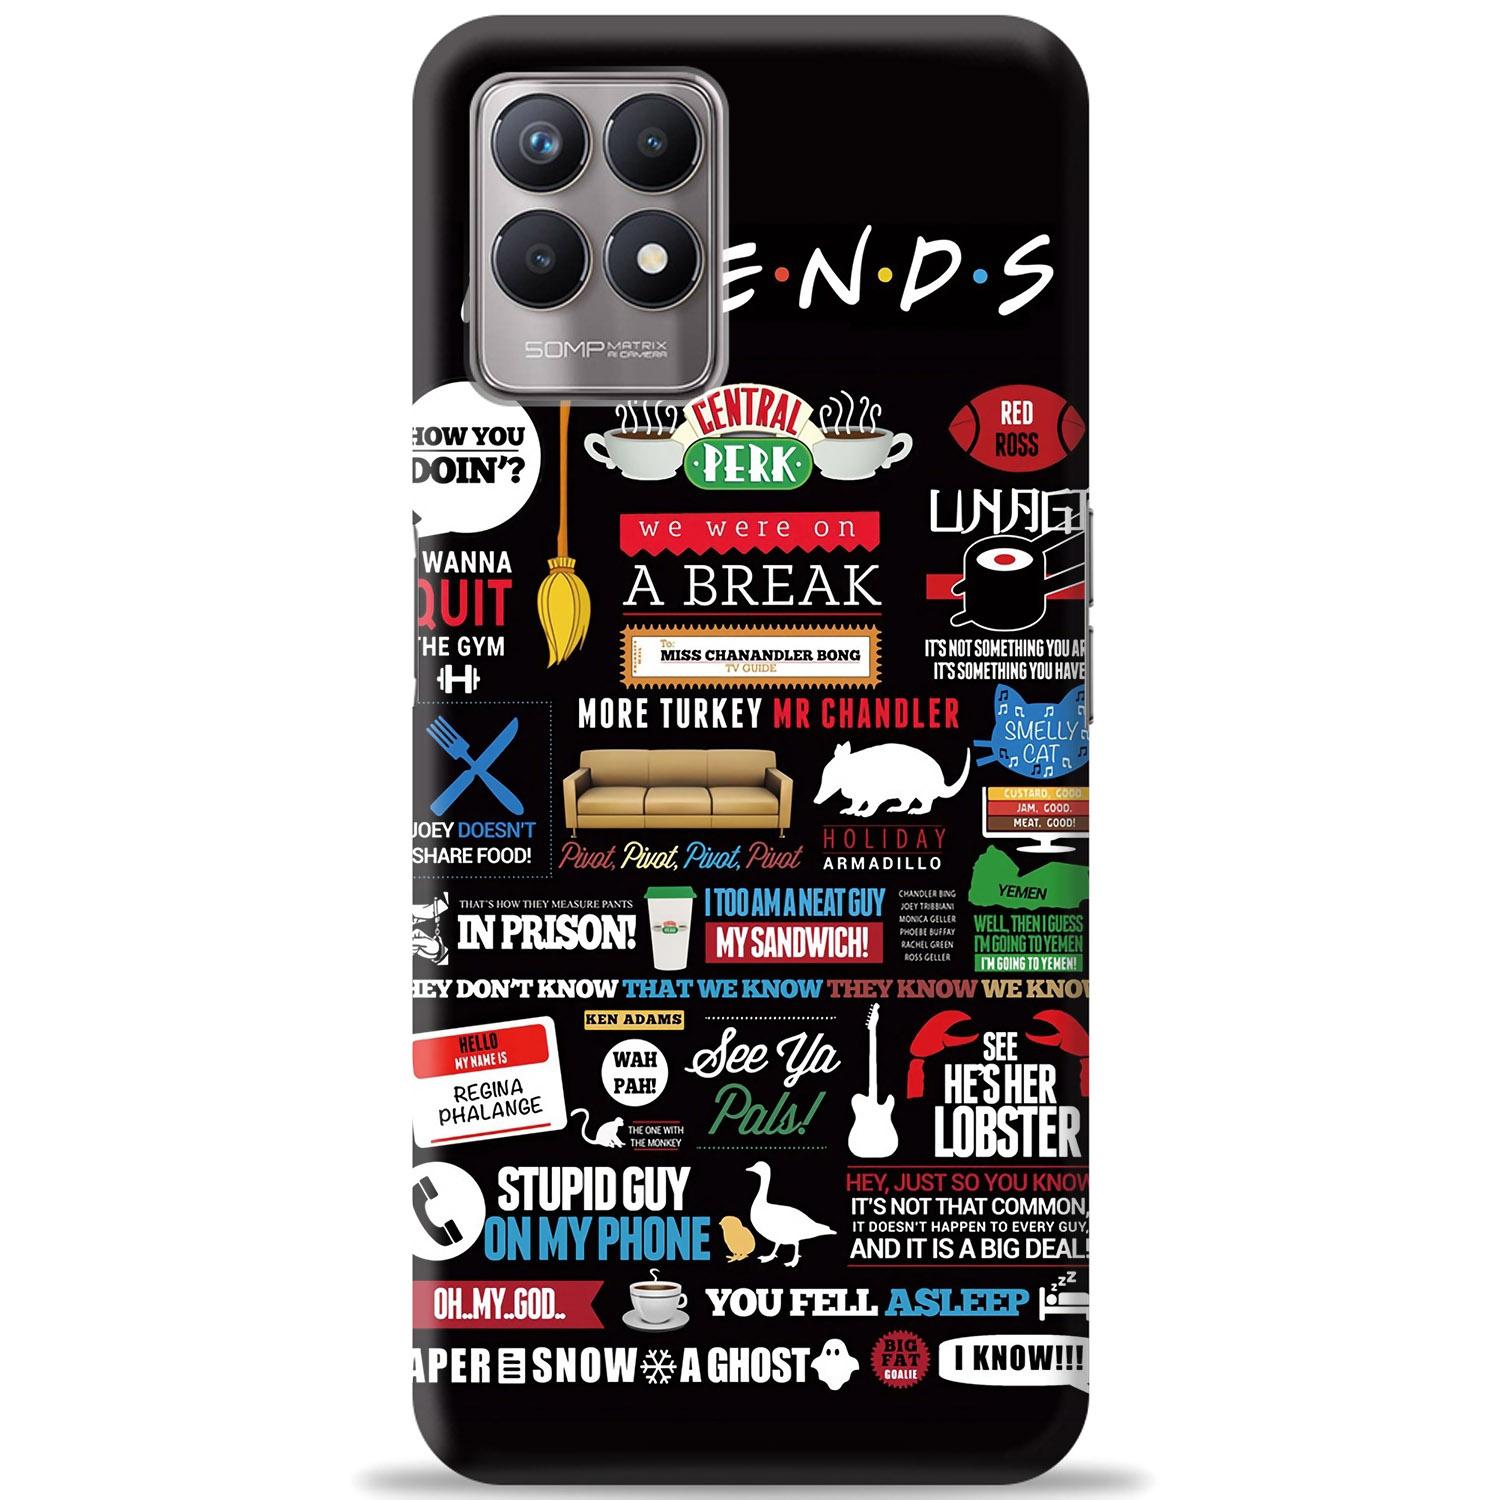 50MP MATRIX
AI CAMERA
E·N·D·S
HOW YOU
DOIN'?
CENTRAL
·PERK·
RED
ROSS
we were on
A BREAK
UNAGI
WANNA
QUIT
THE GYM
To:
MISS CHANANDLER BONG
TV GUIDE
IT'S NOT SOMETHING YOU AR
IT'S SOMETHING YOU HAVE
MORE TURKEY MR CHANDLER
SMELLY
CAT
CUSTARD, GOOD.
JAM, GOOD.
MEAT, GOOD!
JOEY DOESN'T
SHARE FOOD!
Pivot, Pivot, Pivot, Pivot
HOLIDAY
ARMADILLO
YEMEN
THAT'S HOW THEY MEASURE PANTS
IN PRISON!
I TOO AM A NEAT GUY
MY SANDWICH!
CHANDLER BING
JOEY TRIBBIANI
MONICA GELLER
PHOEBE BUFFAY
RACHEL GREEN
ROSS GELLER
WELL, THEN I GUESS
I'M GOING TO YEMEN
I'M GOING TO YEMEN!
HEY DON'T KNOW THAT WE KNOW THEY KNOW WE KNOW
HELLO
MY NAME IS
REGINA
PHALANGE
KEN ADAMS
WAH
PAH!
THE ONE WITH
THE MONKEY
See Ya
Pals!
SEE
HE'S HER
LOBSTER
STUPID GUY
ON MY PHONE
HEY, JUST SO YOU KNOW
IT'S NOT THAT COMMON,
IT DOESN'T HAPPEN TO EVERY GUY,
AND IT IS A BIG DEAL!
OH..MY..GOD..
YOU FELL ASLEEP
zzz
APER SNOW A GHOST
BIG
FAT
GOALIE
I KNOW!!!